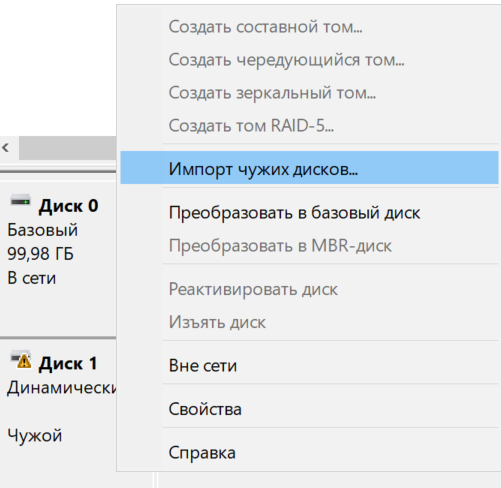 Создать составной том...
Создать чередующийся том...
Создать зеркальный том...
Создать том RAID-5...
Импорт чужих дисков...
Преобразовать в базовый диск
Преобразовать в MBR-диск
Реактивировать диск
Изъять диск
Вне сети
Свойства
Справка
Диск 0
Базовый
99,98 ГБ
В сети
Диск 1
Динамически
Чужой